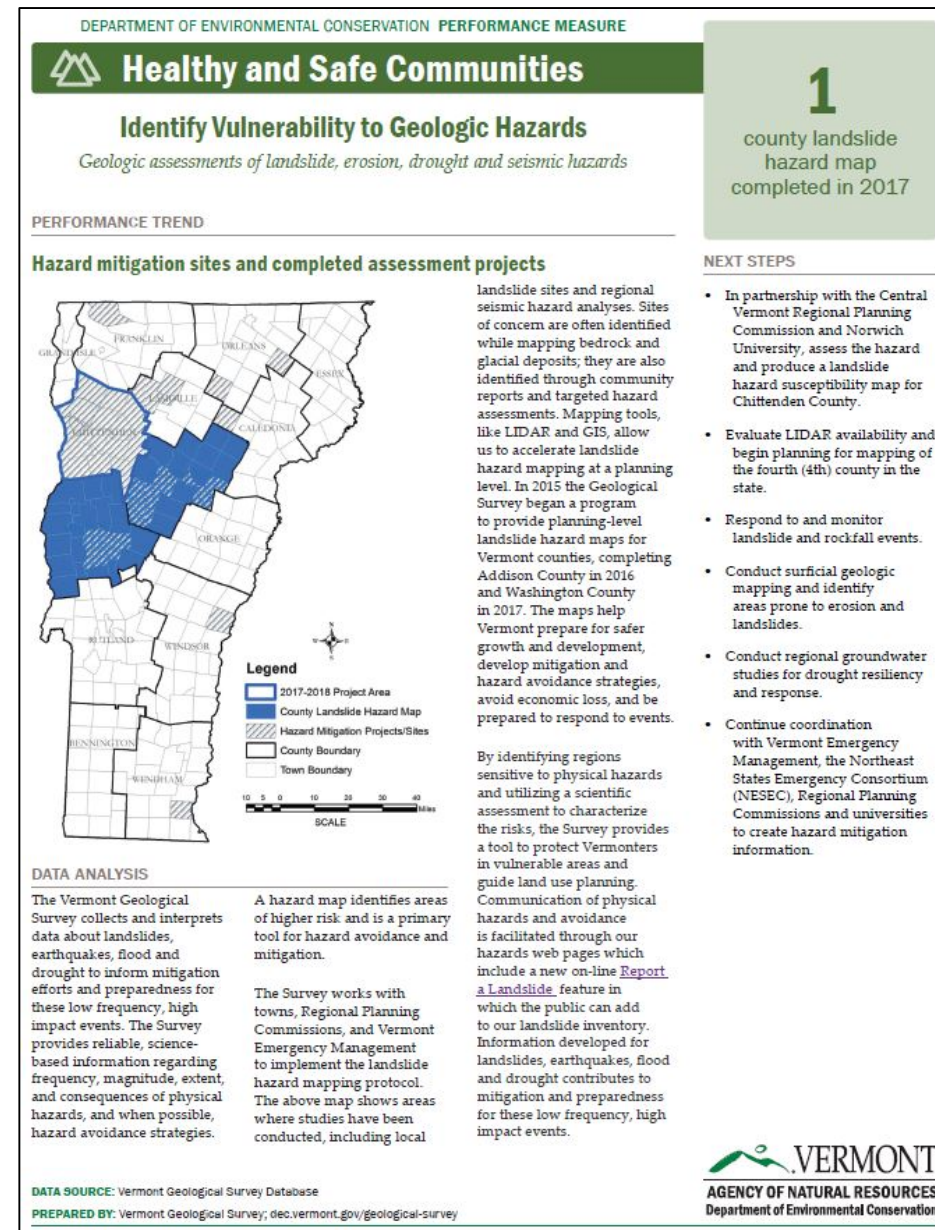 DEPARTMENT OF ENVIRONMENTAL CONSERVATION PERFORMANCE MEASURE
Healthy and Safe Communities
Identify Vulnerability to Geologic Hazards
Geologic assessments of landslide, erosion, drought and seismic hazards
1
county landslide
hazard map
completed in 2017
PERFORMANCE TREND
Hazard mitigation sites and completed assessment projects
FRANKLIN
ORLEANS
GRAND ISLE
ESSEX
LAMOILLE
CALEDONIA
CHITTENDEN
ORANGE
RUTLAND
WINDSOR
BENNINGTON
WINDHAM
N
W
E
S
Legend
2017-2018 Project Area
County Landslide Hazard Map
Hazard Mitigation Projects/Sites
County Boundary
Town Boundary
10 5 0 10 20 30 40
Miles
SCALE
DATA ANALYSIS
The Vermont Geological
Survey collects and interprets
data about landslides,
earthquakes, flood and
drought to inform mitigation
efforts and preparedness for
these low frequency, high
impact events. The Survey
provides reliable, science-
based information regarding
frequency, magnitude, extent,
and consequences of physical
hazards, and when possible,
hazard avoidance strategies.
A hazard map identifies areas
of higher risk and is a primary
tool for hazard avoidance and
mitigation.
The Survey works with
towns, Regional Planning
Commissions, and Vermont
Emergency Management
to implement the landslide
hazard mapping protocol.
The above map shows areas
where studies have been
conducted, including local
landslide sites and regional
seismic hazard analyses. Sites
of concern are often identified
while mapping bedrock and
glacial deposits; they are also
identified through community
reports and targeted hazard
assessments. Mapping tools,
like LIDAR and GIS, allow
us to accelerate landslide
hazard mapping at a planning
level. In 2015 the Geological
Survey began a program
to provide planning-level
landslide hazard maps for
Vermont counties, completing
Addison County in 2016
and Washington County
in 2017. The maps help
Vermont prepare for safer
growth and development,
develop mitigation and
hazard avoidance strategies,
avoid economic loss, and be
prepared to respond to events.
By identifying regions
sensitive to physical hazards
and utilizing a scientific
assessment to characterize
the risks, the Survey provides
a tool to protect Vermonters
in vulnerable areas and
guide land use planning.
Communication of physical
hazards and avoidance
is facilitated through our
hazards web pages which
include a new on-line Report
a Landslide feature in
which the public can add
to our landslide inventory.
Information developed for
landslides, earthquakes, flood
and drought contributes to
mitigation and preparedness
for these low frequency, high
impact events.
NEXT STEPS
• In partnership with the Central
Vermont Regional Planning
Commission and Norwich
University, assess the hazard
and produce a landslide
hazard susceptibility map for
Chittenden County.
• Evaluate LIDAR availability and
begin planning for mapping of
the fourth (4th) county in the
state.
• Respond to and monitor
landslide and rockfall events.
• Conduct surficial geologic
mapping and identify
areas prone to erosion and
landslides.
• Conduct regional groundwater
studies for drought resiliency
and response.
• Continue coordination
with Vermont Emergency
Management, the Northeast
States Emergency Consortium
(NESEC), Regional Planning
Commissions and universities
to create hazard mitigation
information.
DATA SOURCE: Vermont Geological Survey Database
PREPARED BY: Vermont Geological Survey; dec.vermont.gov/geological-survey
VERMONT
AGENCY OF NATURAL RESOURCES
Department of Environmental Conservation